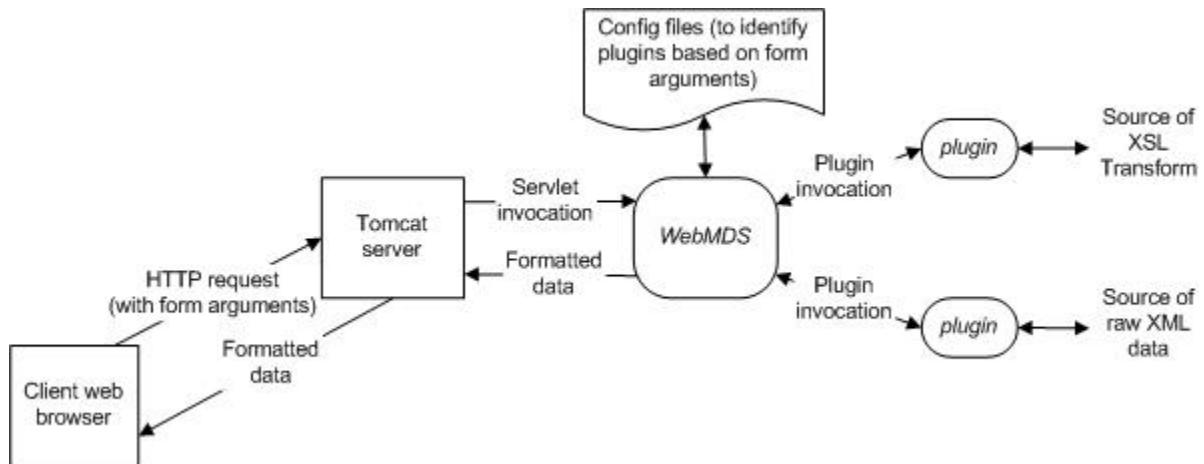 Config files (to identify
plugins based on form
arguments)
plugin
Source of
XSL
Transform
Plugin
invocation
Servlet
invocation
Tomcat
server
WebMDS
Formatted
data
HTTP request
(with form arguments)
Plugin
invocation
plugin
Source of
raw XML
data
Formatted
data
Client web
browser